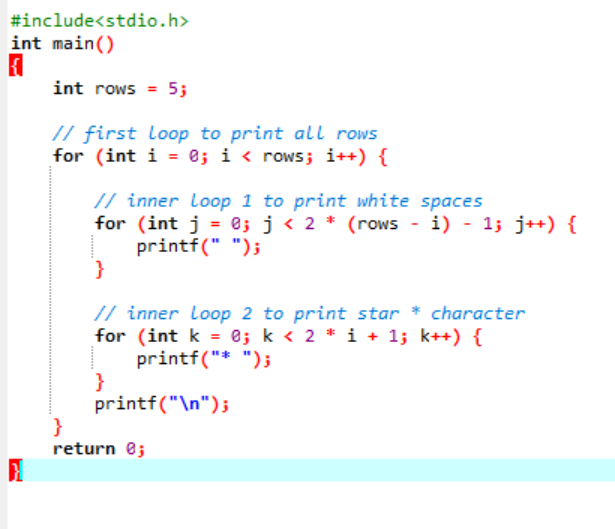 #include<stdio.h>
int main()
{
    int rows = 5;

    // first loop to print all rows
    for (int i = 0; i < rows; i++) {

        // inner loop 1 to print white spaces
        for (int j = 0; j < 2 * (rows - i) - 1; j++) {
            printf(" ");
        }

        // inner loop 2 to print star * character
        for (int k = 0; k < 2 * i + 1; k++) {
            printf("* ");
        }
        printf("\n");
    }
    return 0;
}